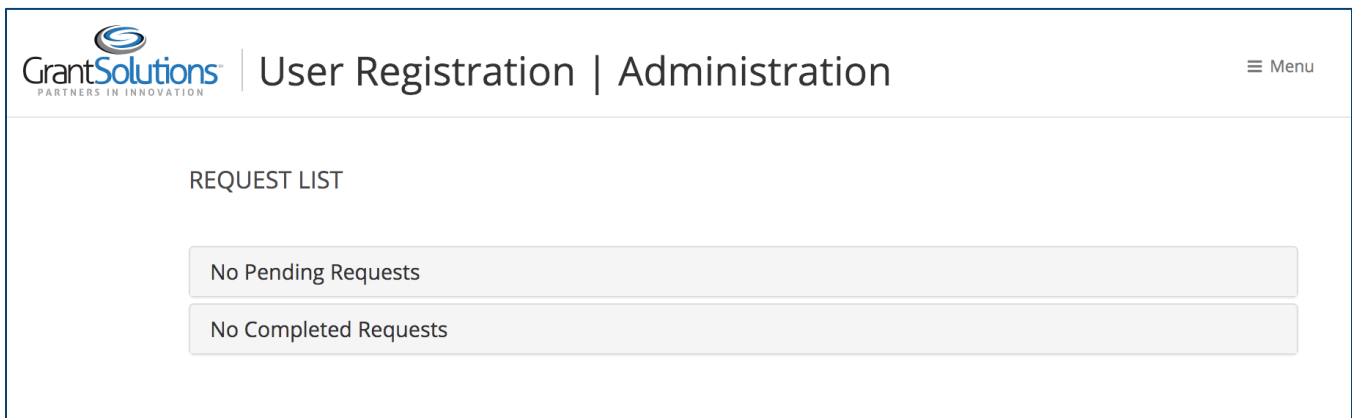 GrantSolutions
PARTNERS IN INNOVATION
User Registration | Administration
≡ Menu
REQUEST LIST
No Pending Requests
No Completed Requests